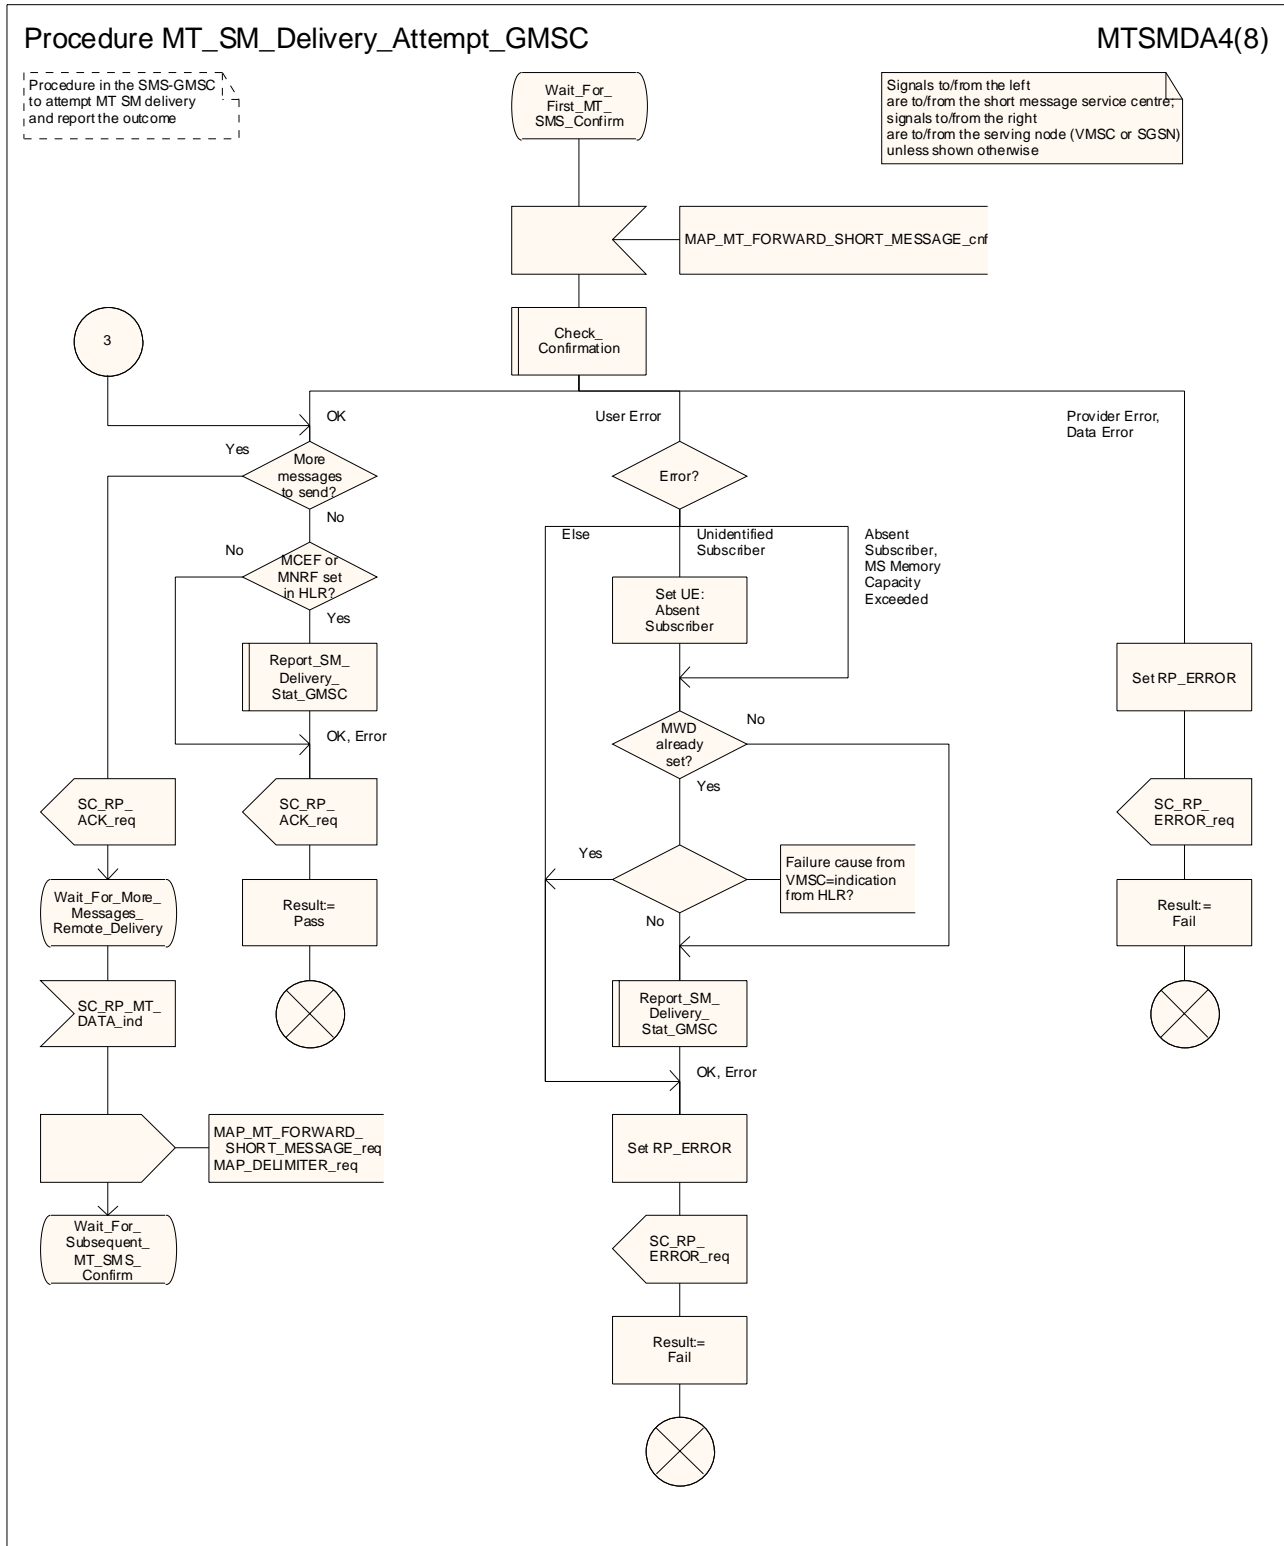 Procedure MT_SM_Delivery_Attempt_GMSC
MTSMDA4(8)
Procedure in the SMS-GMSC
to attempt MT SM delivery
and report the outcome
Wait_For_
First_MT_
SMS_Confirm
Signals to/from the left
are to/from the short message service centre;
signals to/from the right
are to/from the serving node (VMSC or SGSN)
unless shown otherwise
MAP_MT_FORWARD_SHORT_MESSAGE_cnf
Check_
Confirmation
3
OK
User Error
Provider Error,
Data Error
Yes
More
messages
to send?
Error?
No
Else
Unidentified
Subscriber
Absent
Subscriber,
MS Memory
Capacity
Exceeded
No
MCEF or
MNRF set
in HLR?
Set UE:
Absent
Subscriber
Yes
Report_SM_
Delivery_
Stat_GMSC
Set RP_ERROR
OK, Error
MWD
already
set?
No
Yes
SC_RP_
ACK_req
SC_RP_
ACK_req
SC_RP_
ERROR_req
Yes
Failure cause from
VMSC=indication
from HLR?
Wait_For_More_
Messages_
Remote_Delivery
Result:=
Pass
No
Result:=
Fail
SC_RP_MT_
DATA_ind
Report_SM_
Delivery_
Stat_GMSC
OK, Error
MAP_MT_FORWARD_
SHORT_MESSAGE_req
MAP_DELIMITER_req
Set RP_ERROR
Wait_For_
Subsequent_
MT_SMS_
Confirm
SC_RP_
ERROR_req
Result:=
Fail